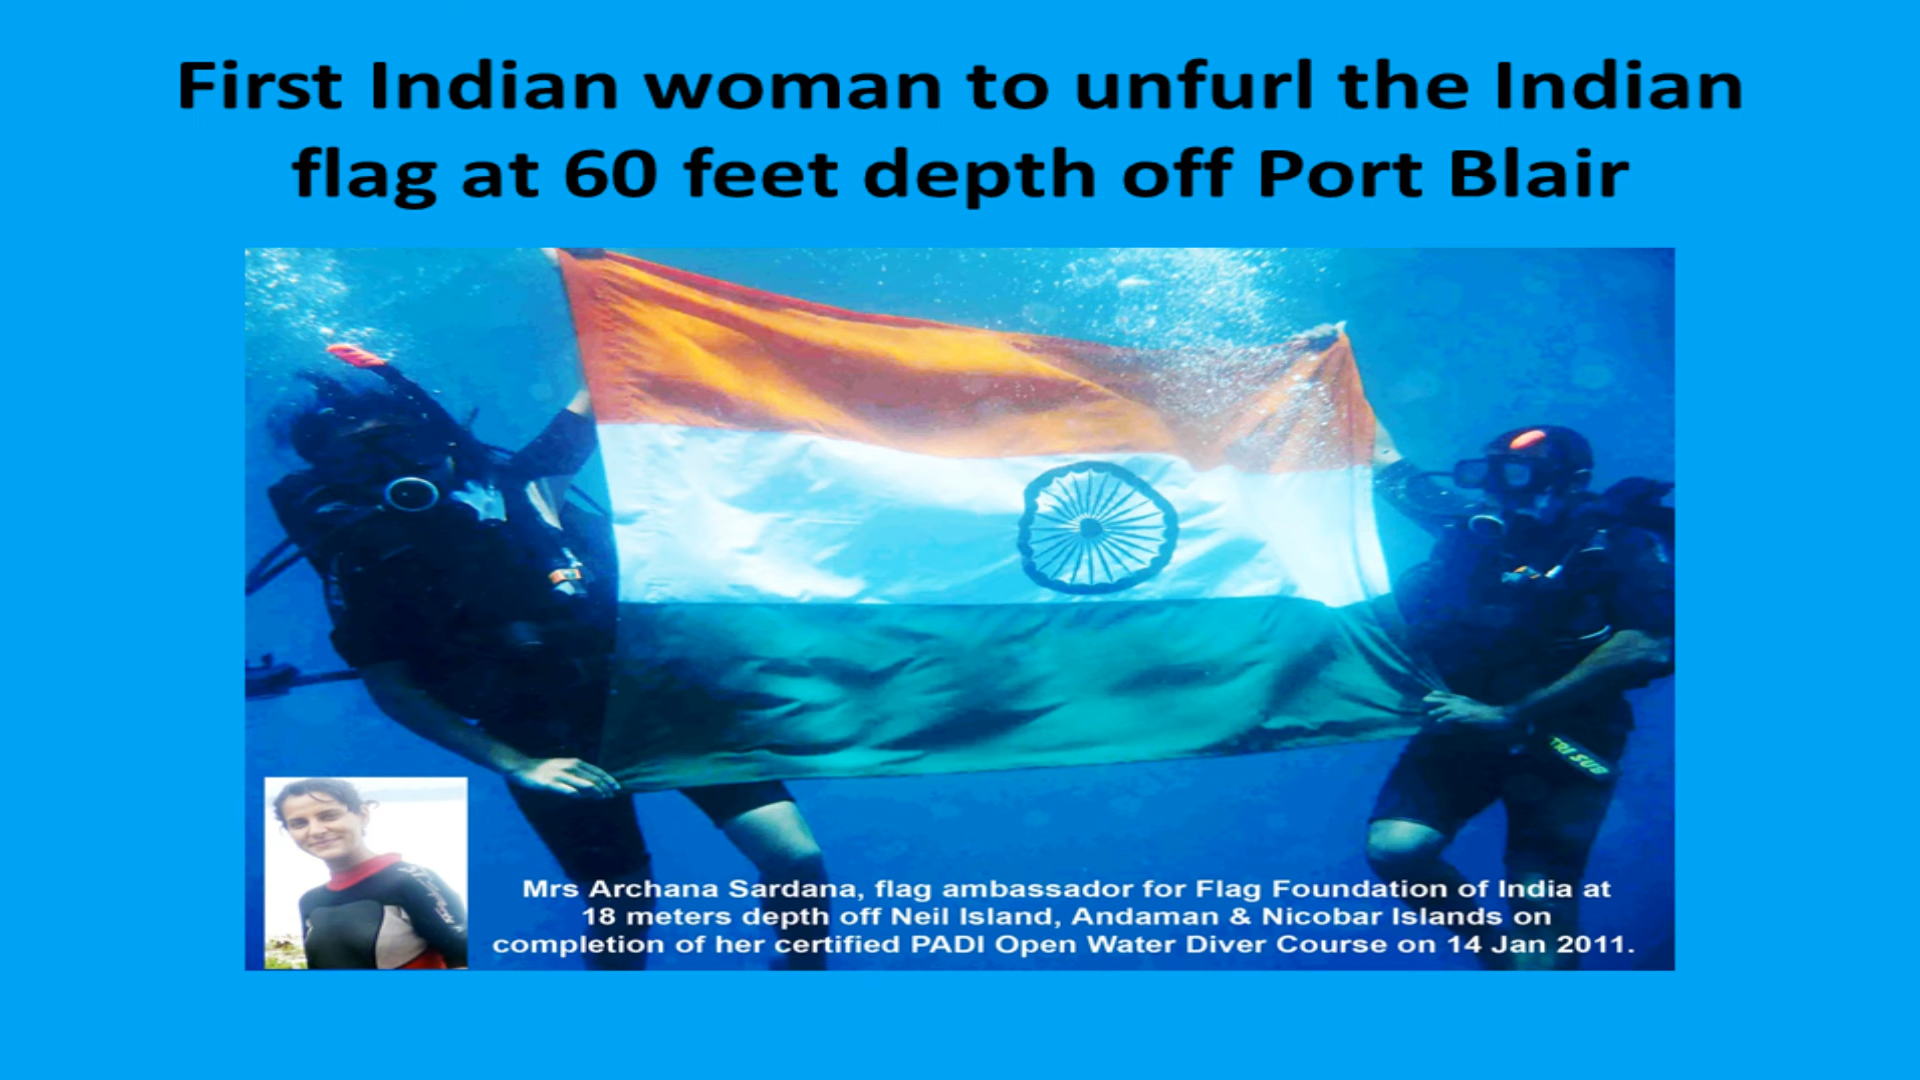 First Indian woman to unfurl the Indian
flag at 60 feet depth off Port Blair
TRI SUB
Mrs Archana Sardana, flag ambassador for Flag Foundation of India at
18 meters depth off Neil Island, Andaman & Nicobar Islands on
completion of her certified PADI Open Water Diver Course on 14 Jan 2011.